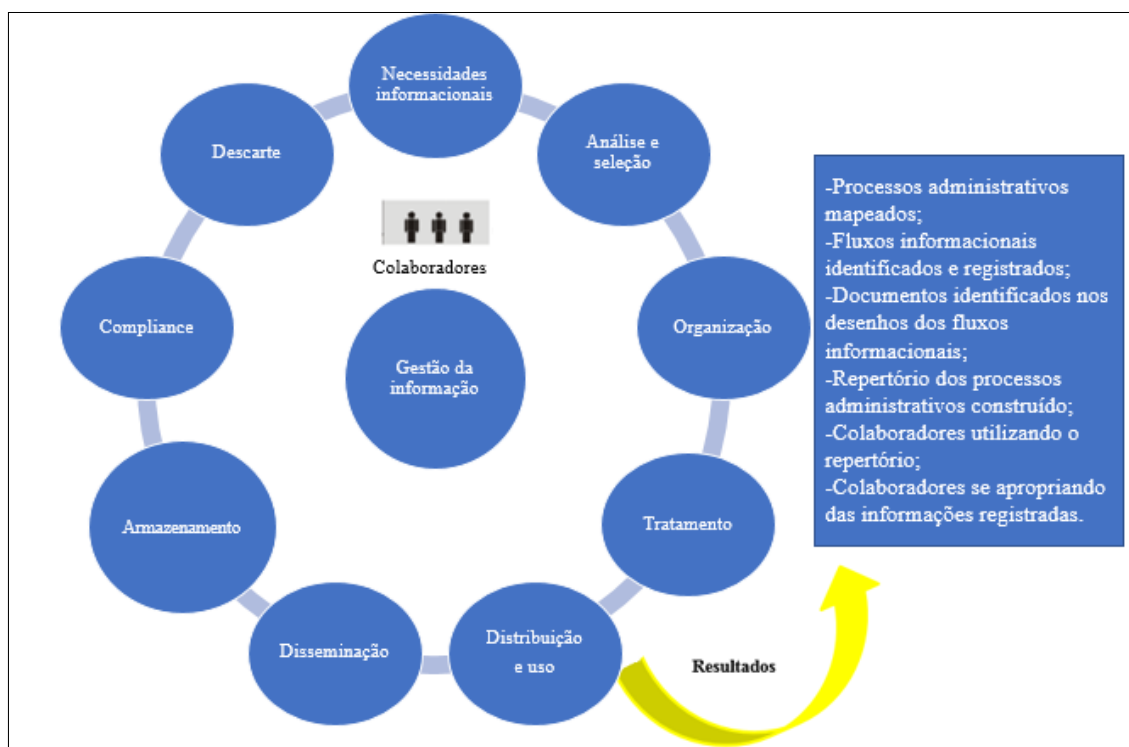 Necessidades
informacionais
Análise e
seleção
Organização
Tratamento
Distribuição
e uso
Disseminação
Armazenamento
Compliance
Descarte
Colaboradores
Gestão da
informação
Resultados
-Processos administrativos
mapeados;
-Fluxos informacionais
identificados e registrados;
-Documentos identificados nos
desenhos dos fluxos
informacionais;
-Repertório dos processos
administrativos construído;
-Colaboradores utilizando o
repertório;
-Colaboradores se apropriando
das informações registradas.